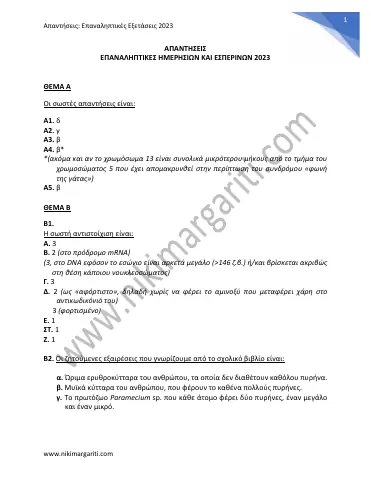 Απαντήσεις: Επαναληπτικές Εξετάσεις 2023
1
ΑΠΑΝΤΗΣΕΙΣ
ΕΠΑΝΑΛΗΠΤΙΚΕΣ ΗΜΕΡΗΣΙΩΝ ΚΑΙ ΕΣΠΕΡΙΝΩΝ 2023
ΘΕΜΑ Α
Οι σωστές απαντήσεις είναι:
Α1. δ
Α2. γ
Α3. β
Α4. β*
*(ακόμα και αν το χρωμόσωμα 13 είναι συνολικά μικρότερου μήκους από το τμήμα του
χρωμοσώματος 5 που έχει απομακρυνθεί στην περίπτωση του συνδρόμου «φωνή
της γάτας»)
Α5. β
ΘΕΜΑ Β
Β1.
Η σωστή αντιστοίχιση είναι:
Α. 3
Β. 2 (στο πρόδρομο mRNA)
(3, στο DNA εφόσον το εσώνιο είναι αρκετά μεγάλο (>146 ζ.β.) ή/και βρίσκεται ακριβώς
στη θέση κάποιου νουκλεοσώματος)
Γ. 3
Δ. 2 (ως «αφόρτιστο», δηλαδή χωρίς να φέρει το αμινοξύ που μεταφέρει χάρη στο
αντικωδικόνιό του)
3 (φορτισμένο)
Ε. 1
ΣΤ. 1
Ζ. 1
Β2. Οι ζητούμενες εξαιρέσεις που γνωρίζουμε από το σχολικό βιβλίο είναι:
α. Ώριμα ερυθροκύτταρα του ανθρώπου, τα οποία δεν διαθέτουν καθόλου πυρήνα.
β. Μυϊκά κύτταρα του ανθρώπου, που φέρουν το καθένα πολλούς πυρήνες.
γ. Το πρωτόζωο Paramecium sp. που κάθε άτομο φέρει δύο πυρήνες, έναν μεγάλο
και έναν μικρό.
www.nikimargariti.com
www.nikimargariti.com